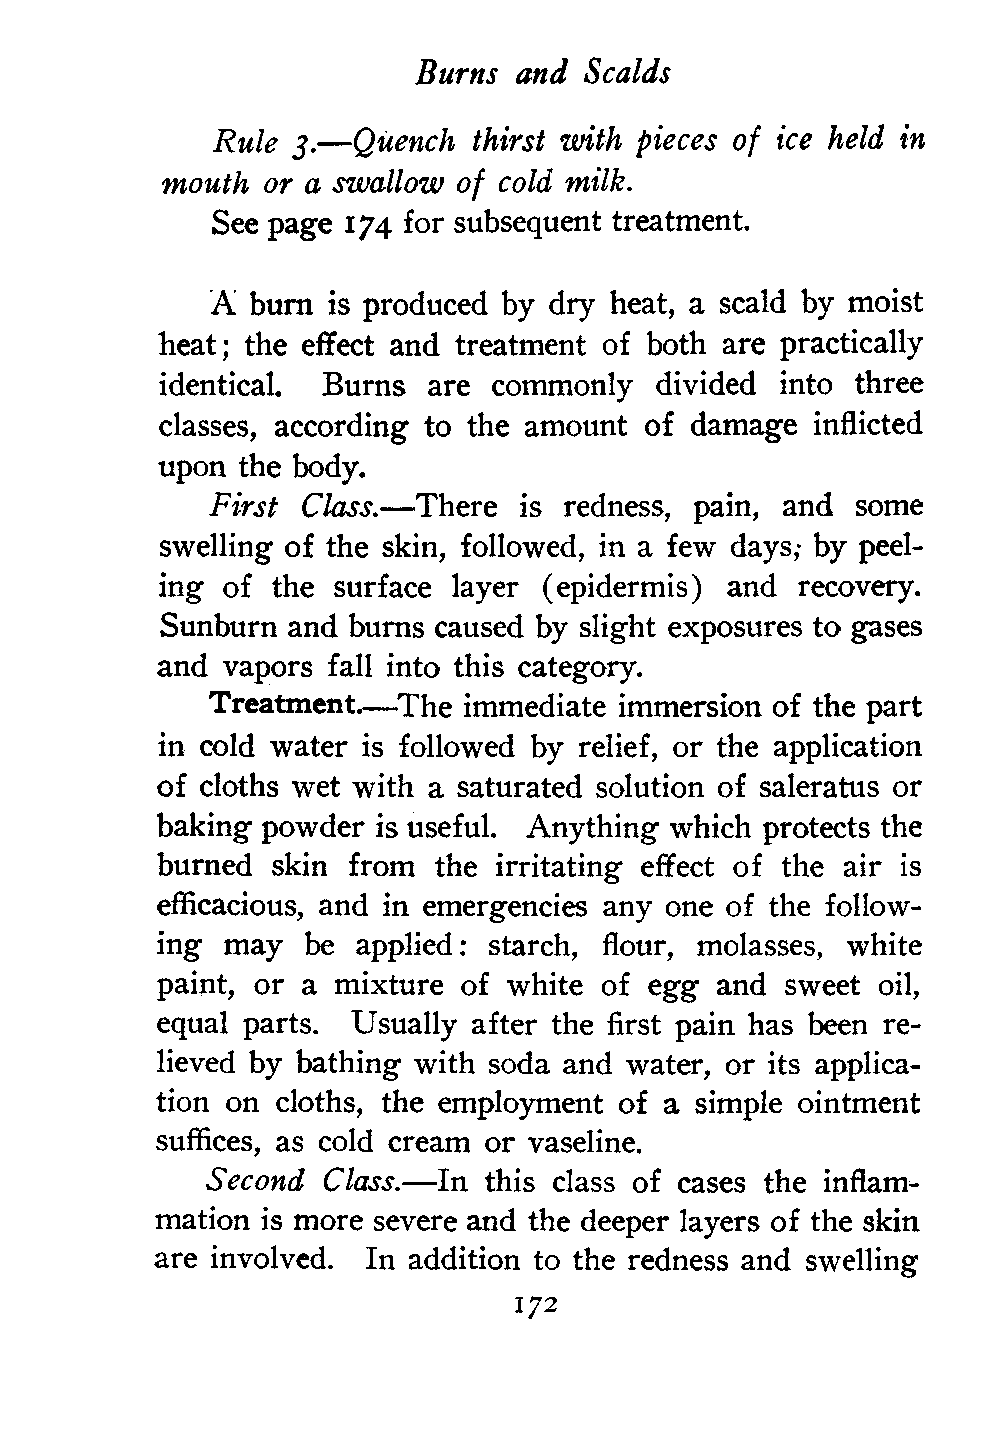 Burns and Scalds
Rule 3.—Quench thirst with pieces of ice held in
mouth or a swallow of cold milk.
See page 174 for subsequent treatment.
A burn is produced by dry heat, a scald by moist
heat; the effect and treatment of both are practically
identical. Burns are commonly divided into three
classes, according to the amount of damage inflicted
upon the body.
First Class.—There is redness, pain, and some
swelling of the skin, followed, in a few days, by peel-
ing of the surface layer (epidermis) and recovery.
Sunburn and burns caused by slight exposures to gases
and vapors fall into this category.
Treatment.—The immediate immersion of the part
in cold water is followed by relief, or the application
of cloths wet with a saturated solution of saleratus or
baking powder is useful. Anything which protects the
burned skin from the irritating effect of the air is
efficacious, and in emergencies any one of the follow-
ing may be applied: starch, flour, molasses, white
paint, or a mixture of white of egg and sweet oil,
equal parts. Usually after the first pain has been re-
lieved by bathing with soda and water, or its applica-
tion on cloths, the employment of a simple ointment
suffices, as cold cream or vaseline.
Second Class.—In this class of cases the inflam-
mation is more severe and the deeper layers of the skin
are involved. In addition to the redness and swelling
172